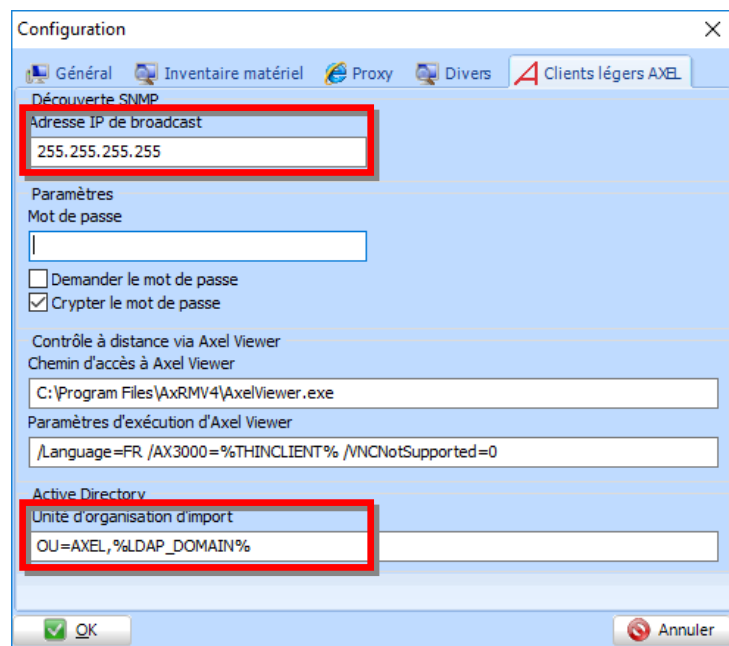 Configuration
Général Inventaire matériel Proxy Divers Clients légers AXEL
Découverte SNMP
Adresse IP de broadcast
255.255.255.255
Paramètres
Mot de passe
Demander le mot de passe
Crypter le mot de passe
Contrôle à distance via Axel Viewer
Chemin d'accès à Axel Viewer
C:\Program Files\AxRMV4\AxelViewer.exe
Paramètres d'exécution d'Axel Viewer
/Language=FR /AX3000=%THINCLIENT% /VNCNotSupported=0
Active Directory
Unité d'organisation d'import
OU=AXEL,%LDAP_DOMAIN%
OK Annuler